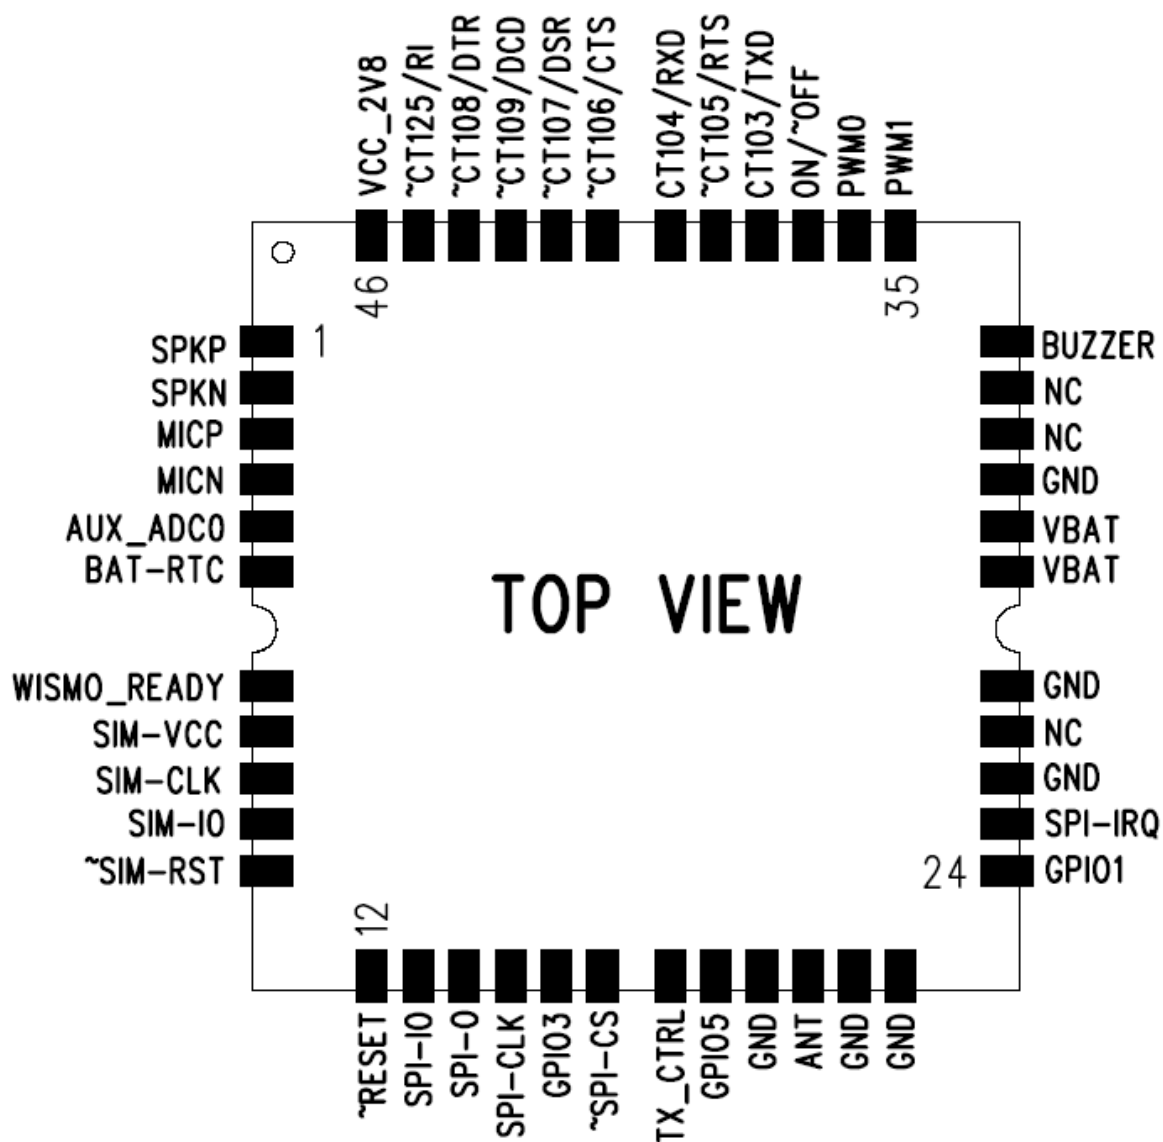 VCC_2V8
~CT125/RI
~CT108/DTR
~CT109/DCD
~CT107/DSR
~CT106/CTS
CT104/RXD
~CT105/RTS
CT103/TXD
ON/~OFF
PWM0
PWM1
46
35
1
SPKP
SPKN
MICP
MICN
AUX_ADC0
BAT-RTC
WISMO_READY
SIM-VCC
SIM-CLK
SIM-IO
~SIM-RST
TOP VIEW
BUZZER
NC
NC
GND
VBAT
VBAT
GND
NC
GND
SPI-IRQ
GPIO1
24
12
~RESET
SPI-IO
SPI-O
SPI-CLK
GPIO3
~SPI-CS
TX_CTRL
GPIO5
GND
ANT
GND
GND